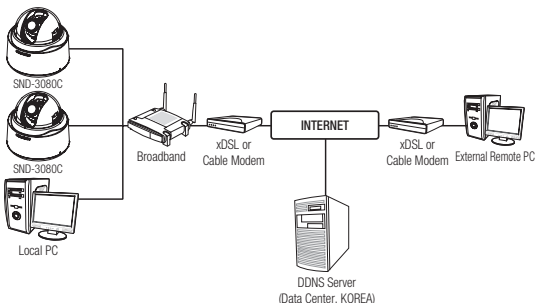 SND-3080C
SND-3080C
Local PC
Broadband
xDSL or
Cable Modem
INTERNET
xDSL or
Cable Modem
External Remote PC
DDNS Server
(Data Center, KOREA)